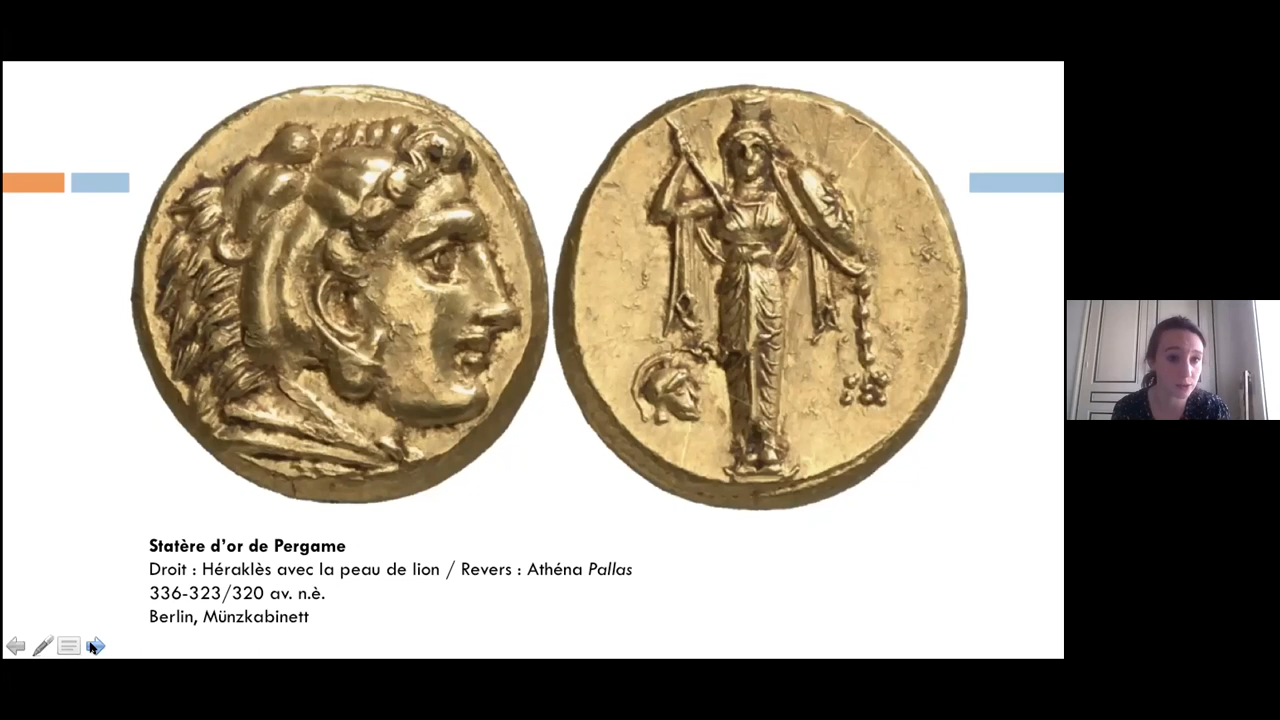 Statère d'or de Pergame
Droit : Héraklès avec la peau de lion / Revers : Athéna Pallas
336-323/320 av. n.è.
Berlin, Münzkabinett